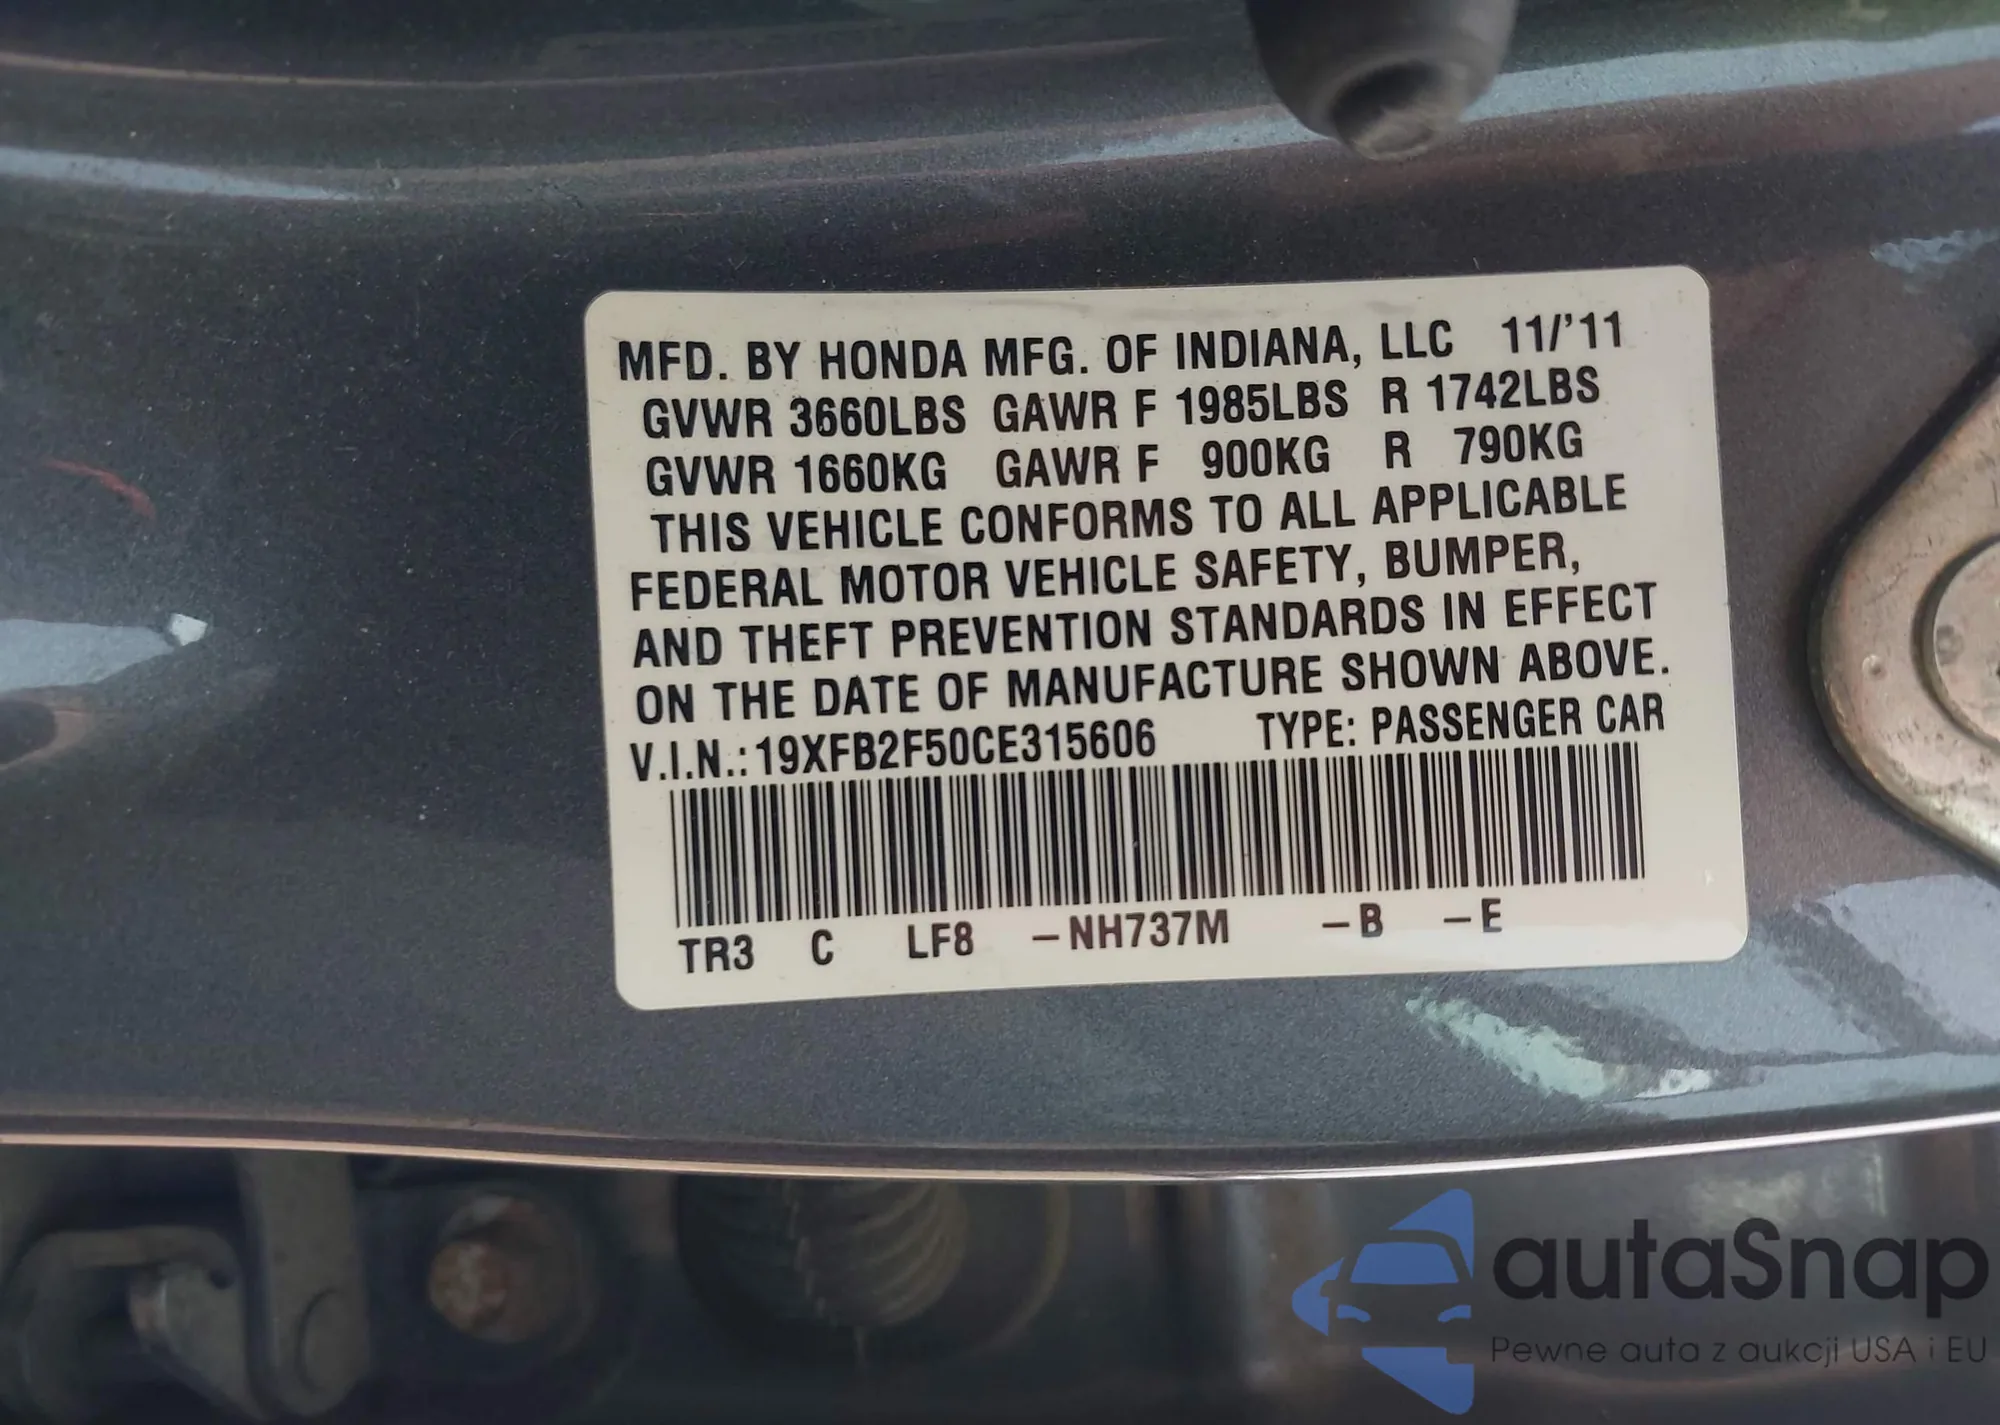 MFD. BY HONDA MFG. OF INDIANA, LLC 11/'11
GVWR 3660LBS GAWR F 1985LBS R 1742LBS
GVWR 1660KG GAWR F 900KG R 790KG
THIS VEHICLE CONFORMS TO ALL APPLICABLE
FEDERAL MOTOR VEHICLE SAFETY, BUMPER,
AND THEFT PREVENTION STANDARDS IN EFFECT
ON THE DATE OF MANUFACTURE SHOWN ABOVE.
V.I.N.:19XFB2F50CE315606 TYPE: PASSENGER CAR
TR3 C LF8 -NH737M -B -E
autaSnap
Pewne auta z aukcji USA i EU